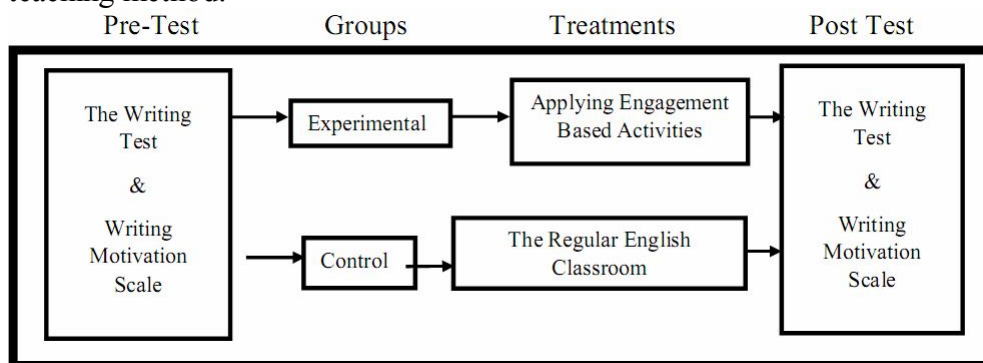 teaching method.
Pre-Test Groups Treatments Post Test
The Writing
Test
&
Writing
Motivation
Scale
Experimental
Applying Engagement
Based Activities
Control
The Regular English
Classroom
The Writing
Test
&
Writing
Motivation
Scale